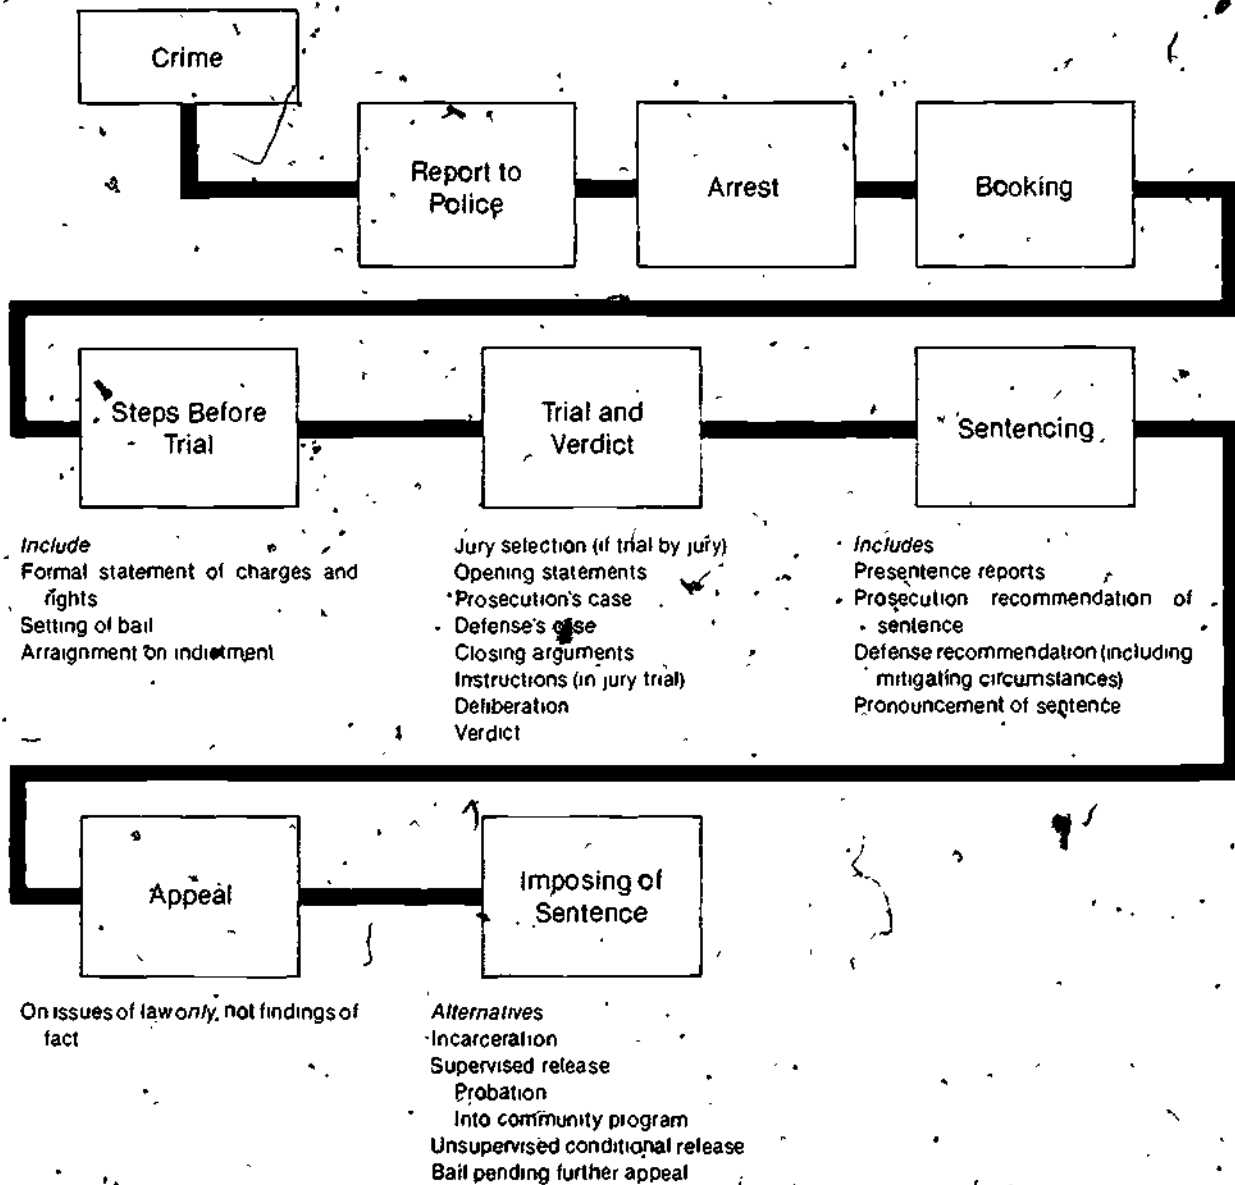 Crime
Report to
Police
Arrest
Booking
Steps Before
Trial
Trial and
Verdict
Sentencing
Include
Formal statement of charges and
rights
Setting of bail
Arraignment on indictment
Jury selection (if trial by jury)
Opening statements
Prosecution's case
Defense's case
Closing arguments
Instructions (in jury trial)
Deliberation
Verdict
Includes
Presentence reports
Prosecution recommendation of
sentence
Defense recommendation (including
mitigating circumstances)
Pronouncement of sentence
Appeal
Imposing of
Sentence
On issues of law only, not findings of
fact
Alternatives
Incarceration
Supervised release
Probation
Into community program
Unsupervised conditional release
Bail pending further appeal